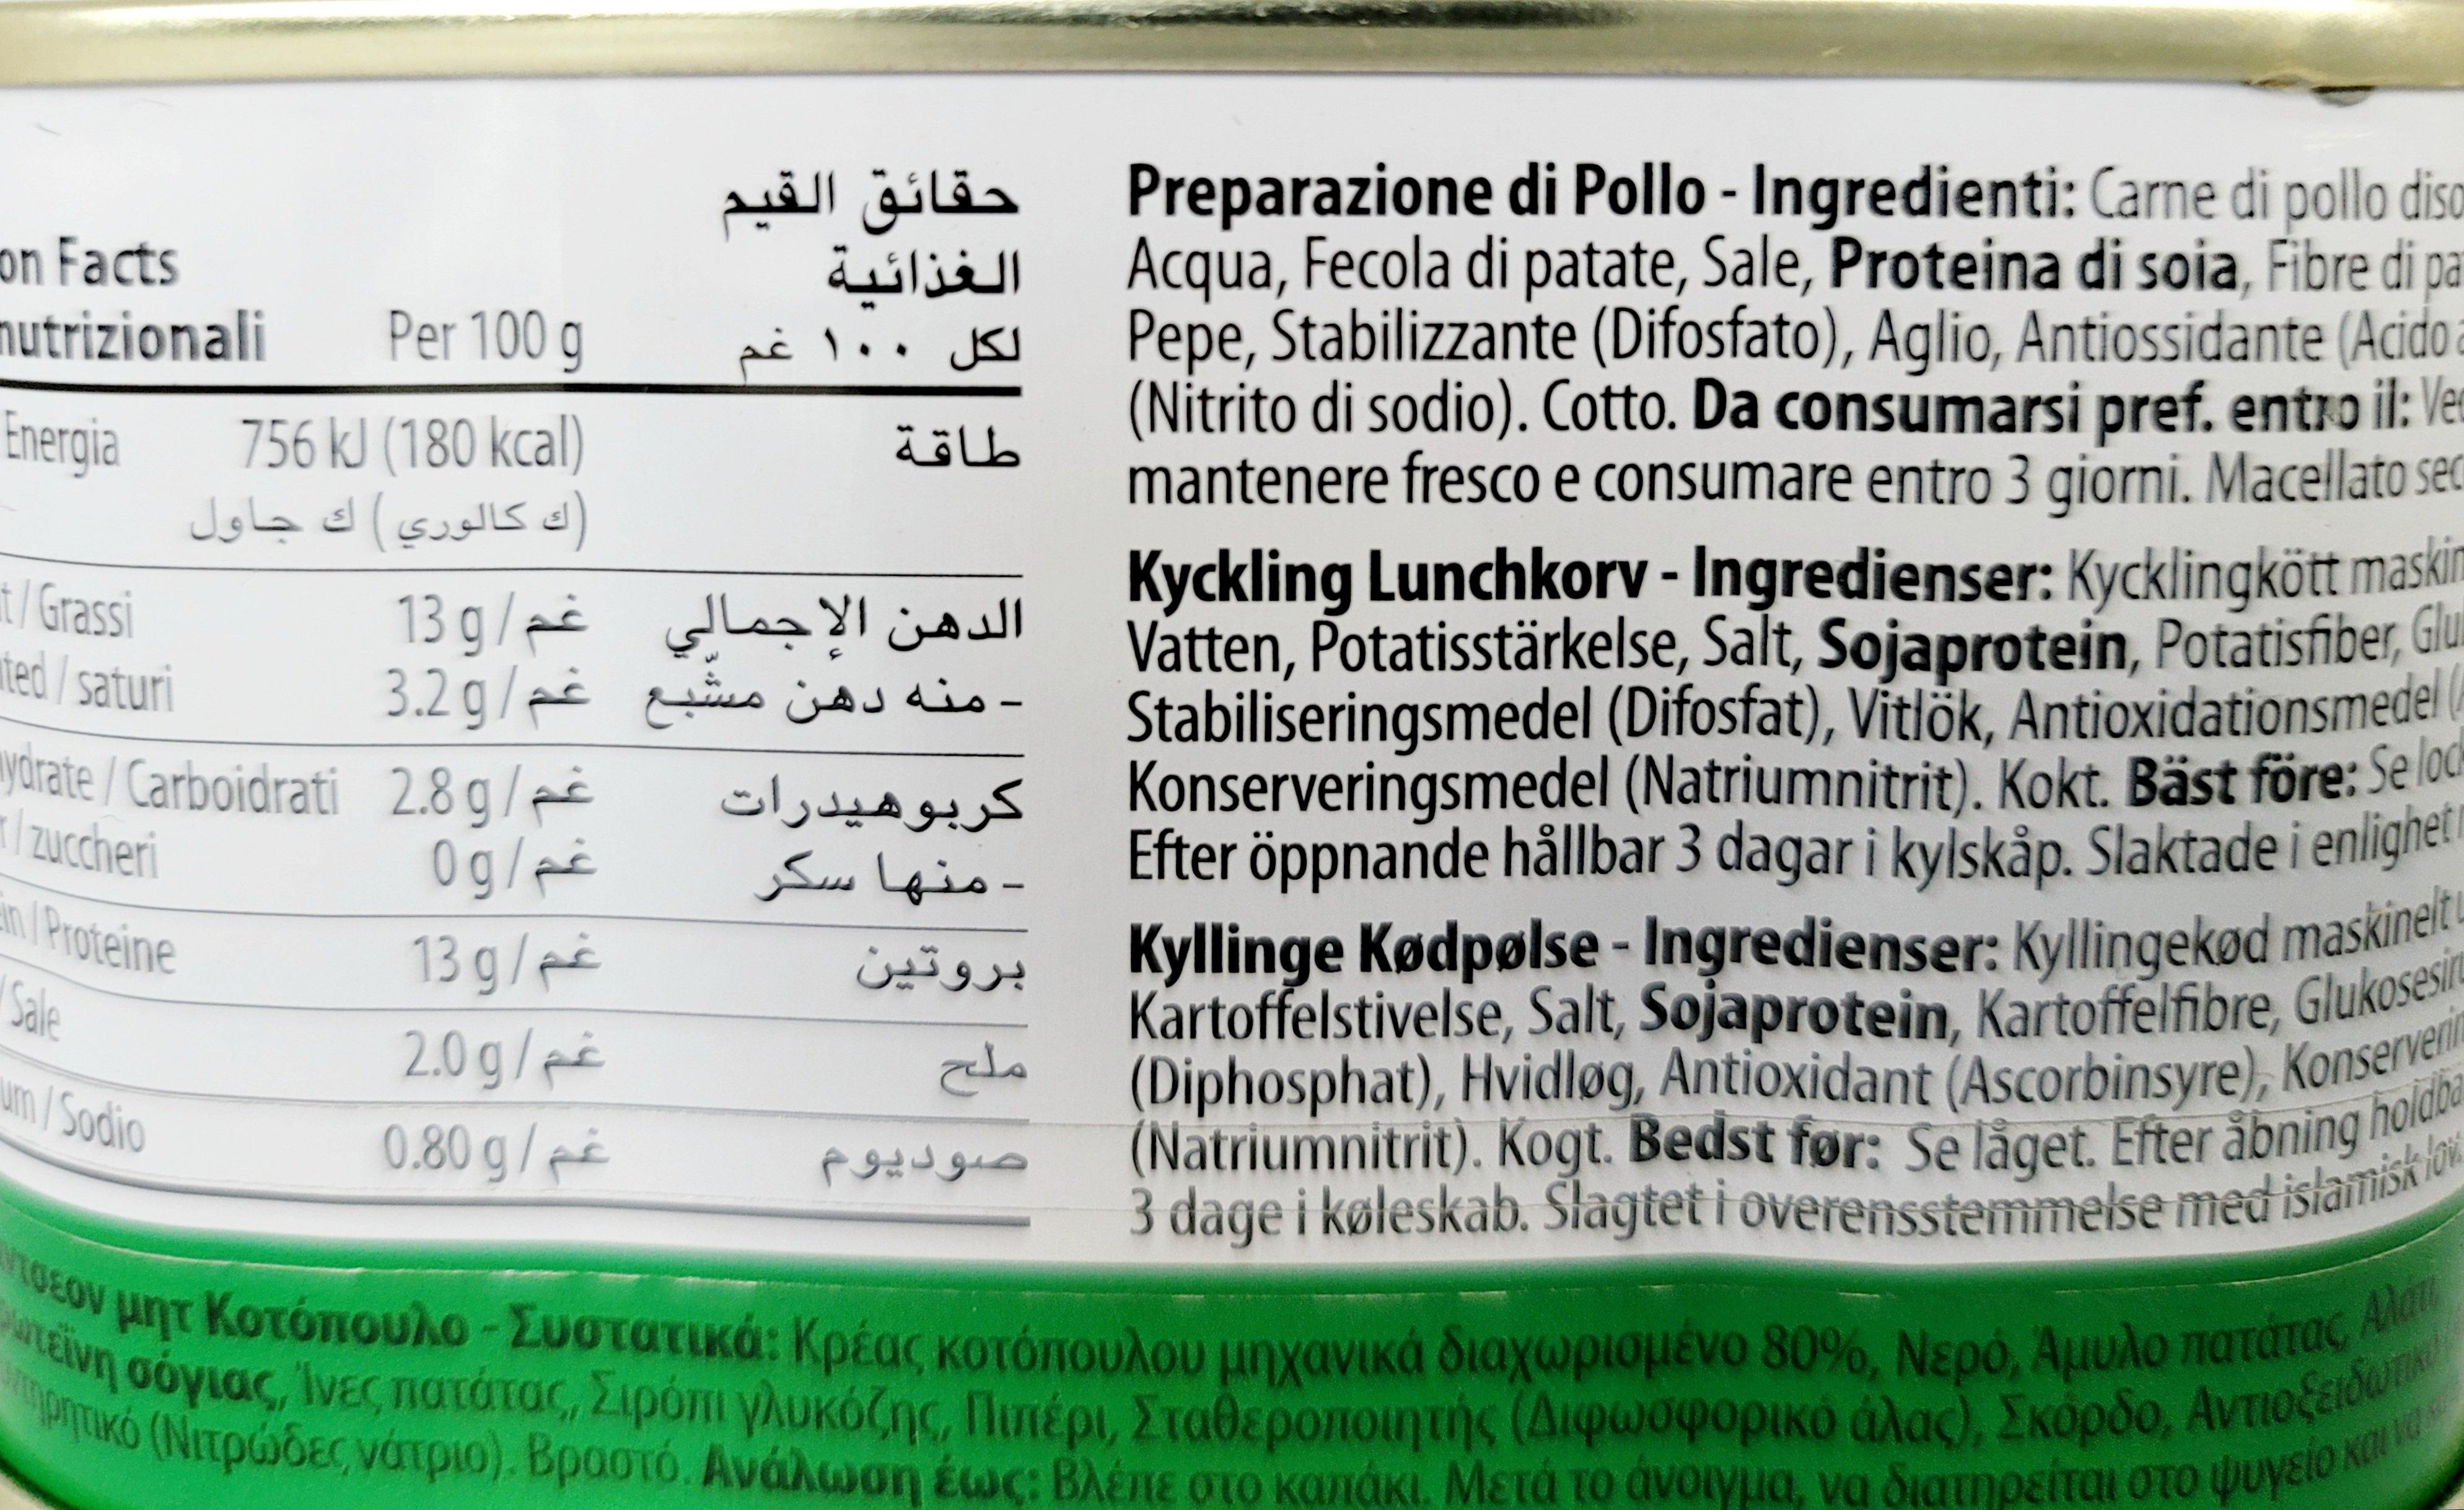 حقائق القيم
on Facts الغذائية
nutrizionali Per 100 g لكل ١٠٠ غم
Energia 756 kJ (180 kcal) طاقة
(ك كالوري) ك جاول
/ Grassi 13 g / غم الدهن الإجمالي
/ saturi 3.2 g / غم - منه دهن مشّبع
ydrate / Carboidrati 2.8 g / غم كربوهيدرات
/ zuccheri 0 g / غم - منها سكر
in / Proteine 13 g / غم بروتين
/ Sale 2.0 g / غم ملح
um / Sodio 0.80 g / غم صوديوم
Preparazione di Pollo - Ingredienti: Carne di pollo
Acqua, Fecola di patate, Sale, Proteina di soia, Fibre di
Pepe, Stabilizzante (Difosfato), Aglio, Antiossidante (Acido
(Nitrito di sodio). Cotto. Da consumarsi pref. entro il:
mantenere fresco e consumare entro 3 giorni. Macellato
Kyckling Lunchkorv - Ingredienser: Kycklingkött
Vatten, Potatisstärkelse, Salt, Sojaprotein, Potatisfiber,
Stabiliseringsmedel (Difosfat), Vitlök, Antioxidationsmedel
Konserveringsmedel (Natriumnitrit). Kokt. Bäst före: Se
Efter öppnande hållbar 3 dagar i kylskåp. Slaktade i enlighet
Kyllinge Kødpølse - Ingredienser: Kyllingekød maskinelt
Kartoffelstivelse, Salt, Sojaprotein, Kartoffelfibre,
(Diphosphat), Hvidløg, Antioxidant (Ascorbinsyre),
(Natriumnitrit). Kogt. Bedst før: Se låget. Efter åbning
3 dage i køleskab. Slagtet i overensstemmelse med islamisk lov.
μητ Κοτόπουλο - Συστατικά: Κρέας κοτόπουλου μηχανικά διαχωρισμένο 80%, Νερό, Άμυλο πατάτας,
σόγιας, Ίνες πατάτας, Σιρόπι γλυκόζης, Πιπέρι, Σταθεροποιητής (Διφωσφορικό άλας), Σκόρδο,
(Νιτρώδες νάτριο). Βραστό. Ανάλωση έως: Βλέπε στο καπάκι. Μετά το άνοιγμα, να διατηρείται στο ψυγείο και